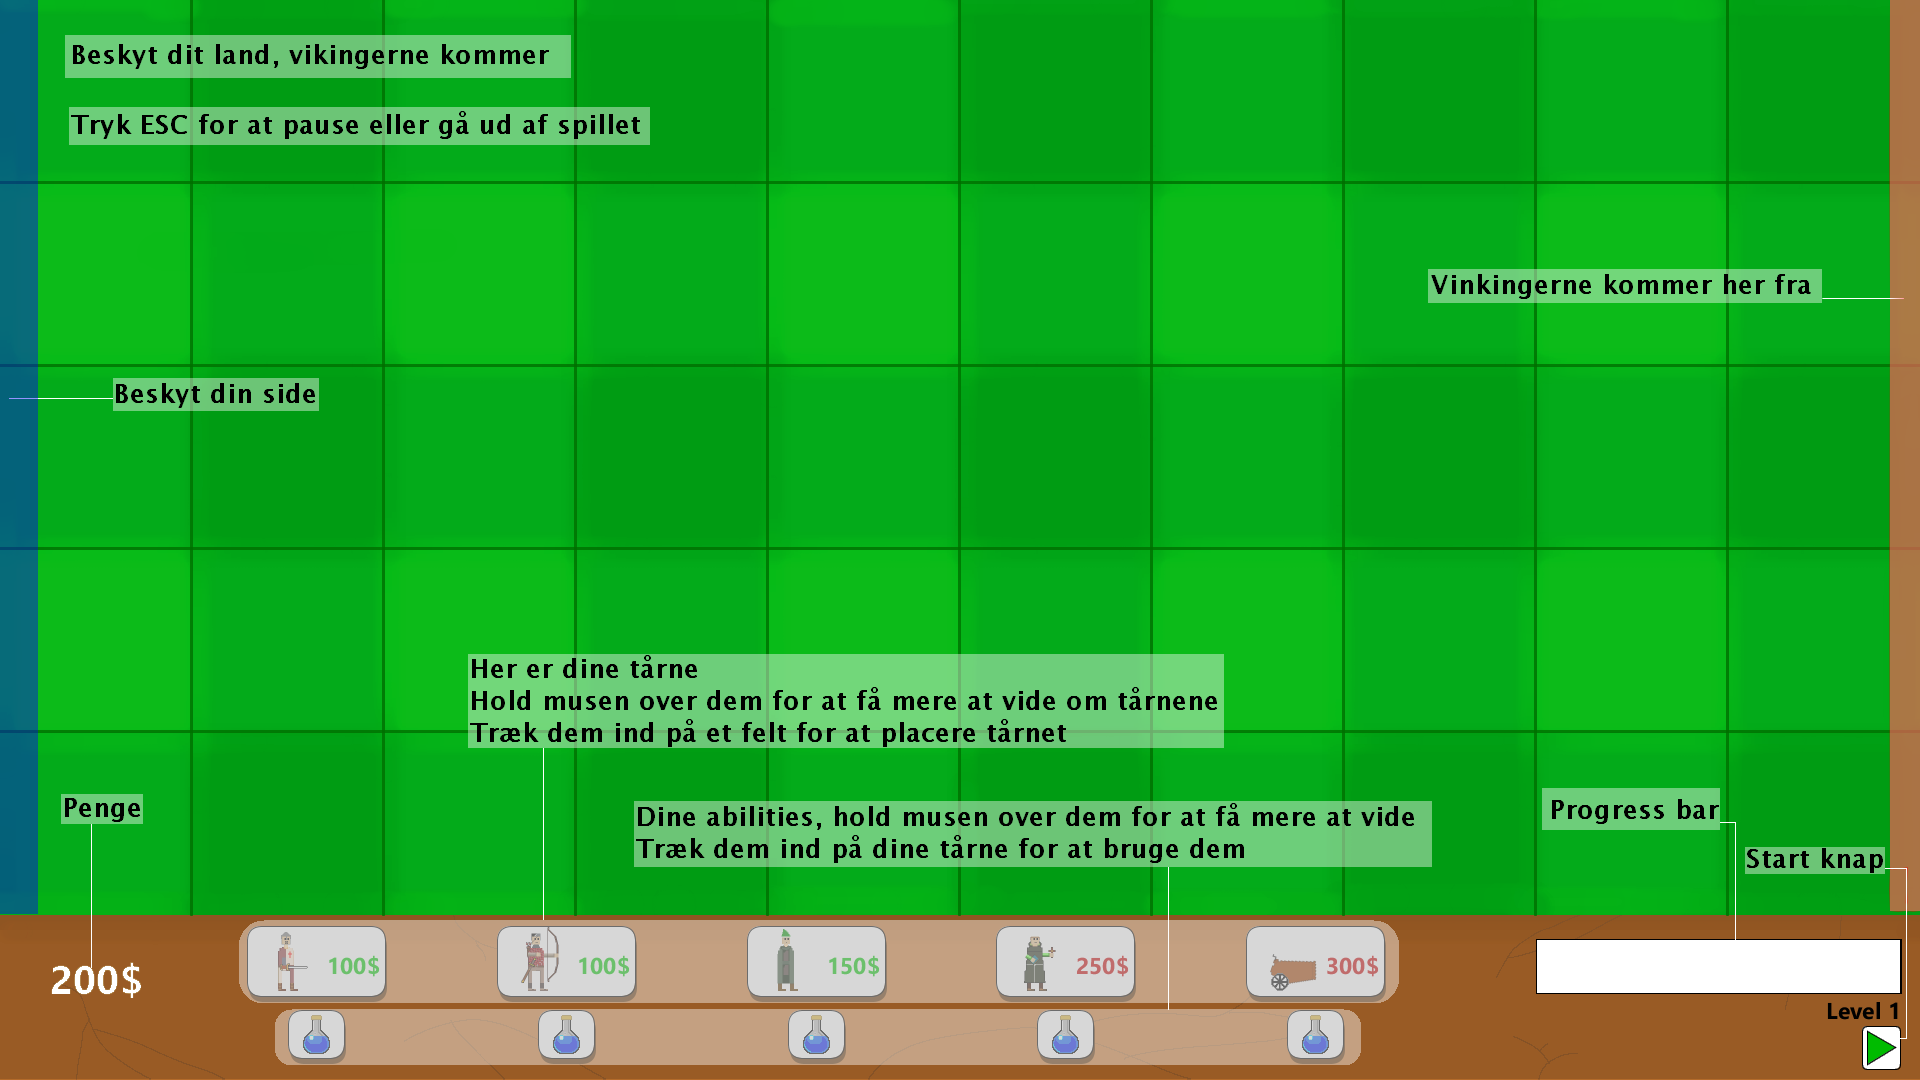 Beskyt dit land, vikingerne kommer
Tryk ESC for at pause eller gå ud af spillet
Vinkingerne kommer her fra
Beskyt din side
Her er dine tårne
Hold musen over dem for at få mere at vide om tårnene
Træk dem ind på et felt for at placere tårnet
Penge
Dine abilities, hold musen over dem for at få mere at vide
Træk dem ind på dine tårne for at bruge dem
Progress bar
Start knap
200$
100$
100$
150$
250$
300$
Level 1